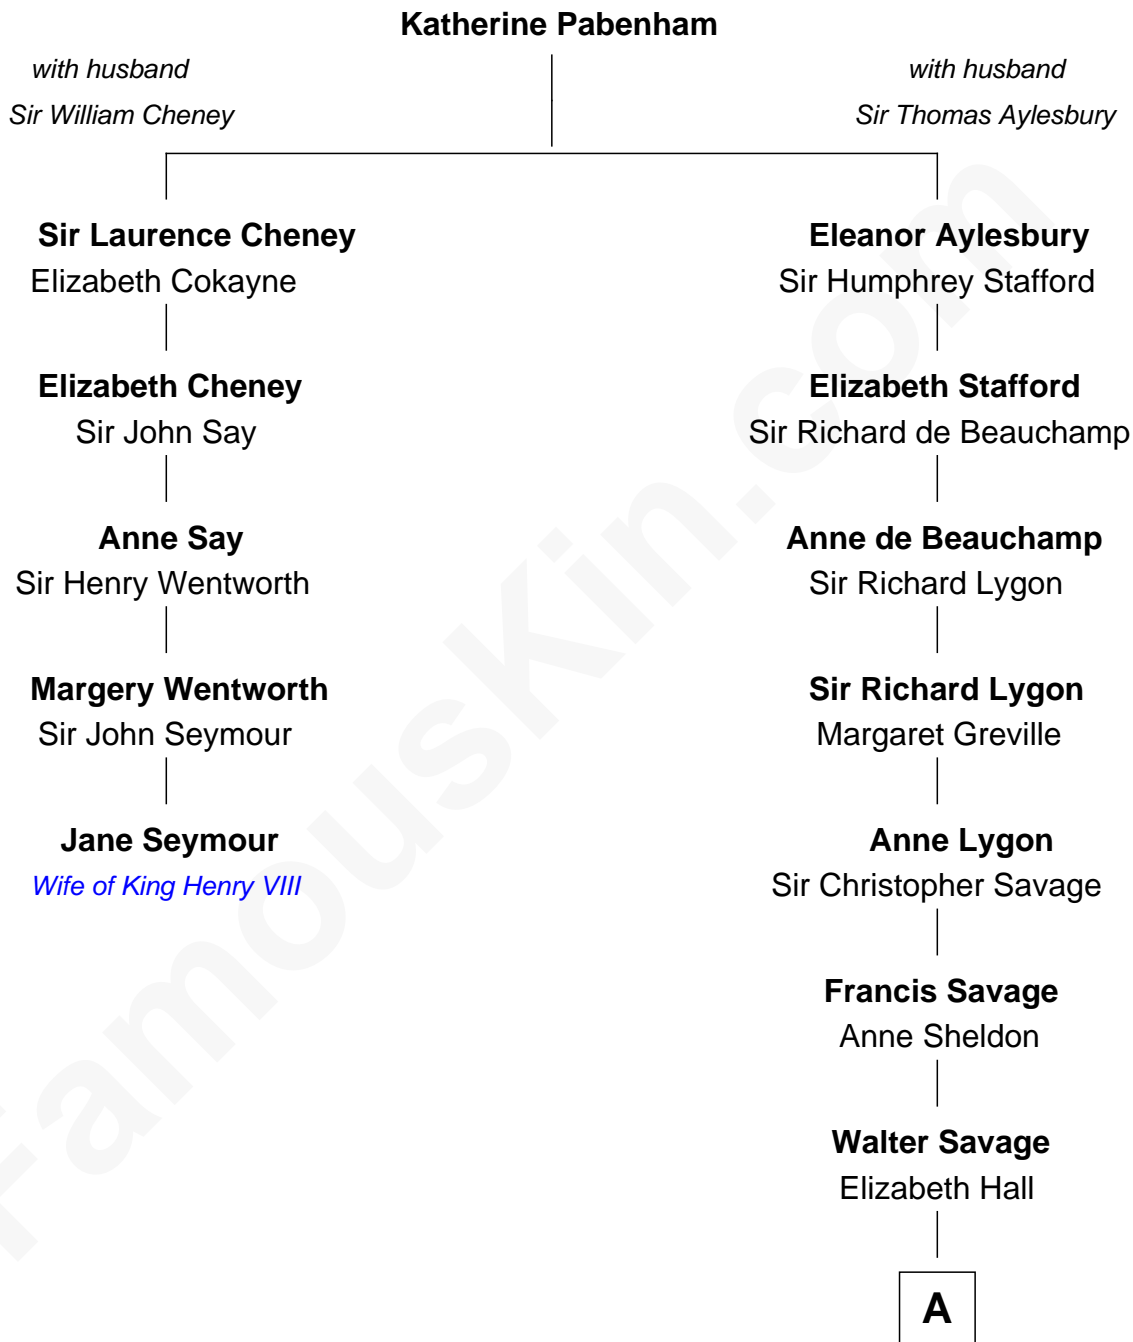 Katherine Pabenham
with husband
Sir William Cheney
with husband
Sir Thomas Aylesbury
Sir Laurence Cheney
Elizabeth Cokayne
Eleanor Aylesbury
Sir Humphrey Stafford
Elizabeth Cheney
Sir John Say
Elizabeth Stafford
Sir Richard de Beauchamp
Anne Say
Sir Henry Wentworth
Anne de Beauchamp
Sir Richard Lygon
Margery Wentworth
Sir John Seymour
Sir Richard Lygon
Margaret Greville
Jane Seymour
Wife of King Henry VIII
Anne Lygon
Sir Christopher Savage
Francis Savage
Anne Sheldon
Walter Savage
Elizabeth Hall
A
FamousKin.com